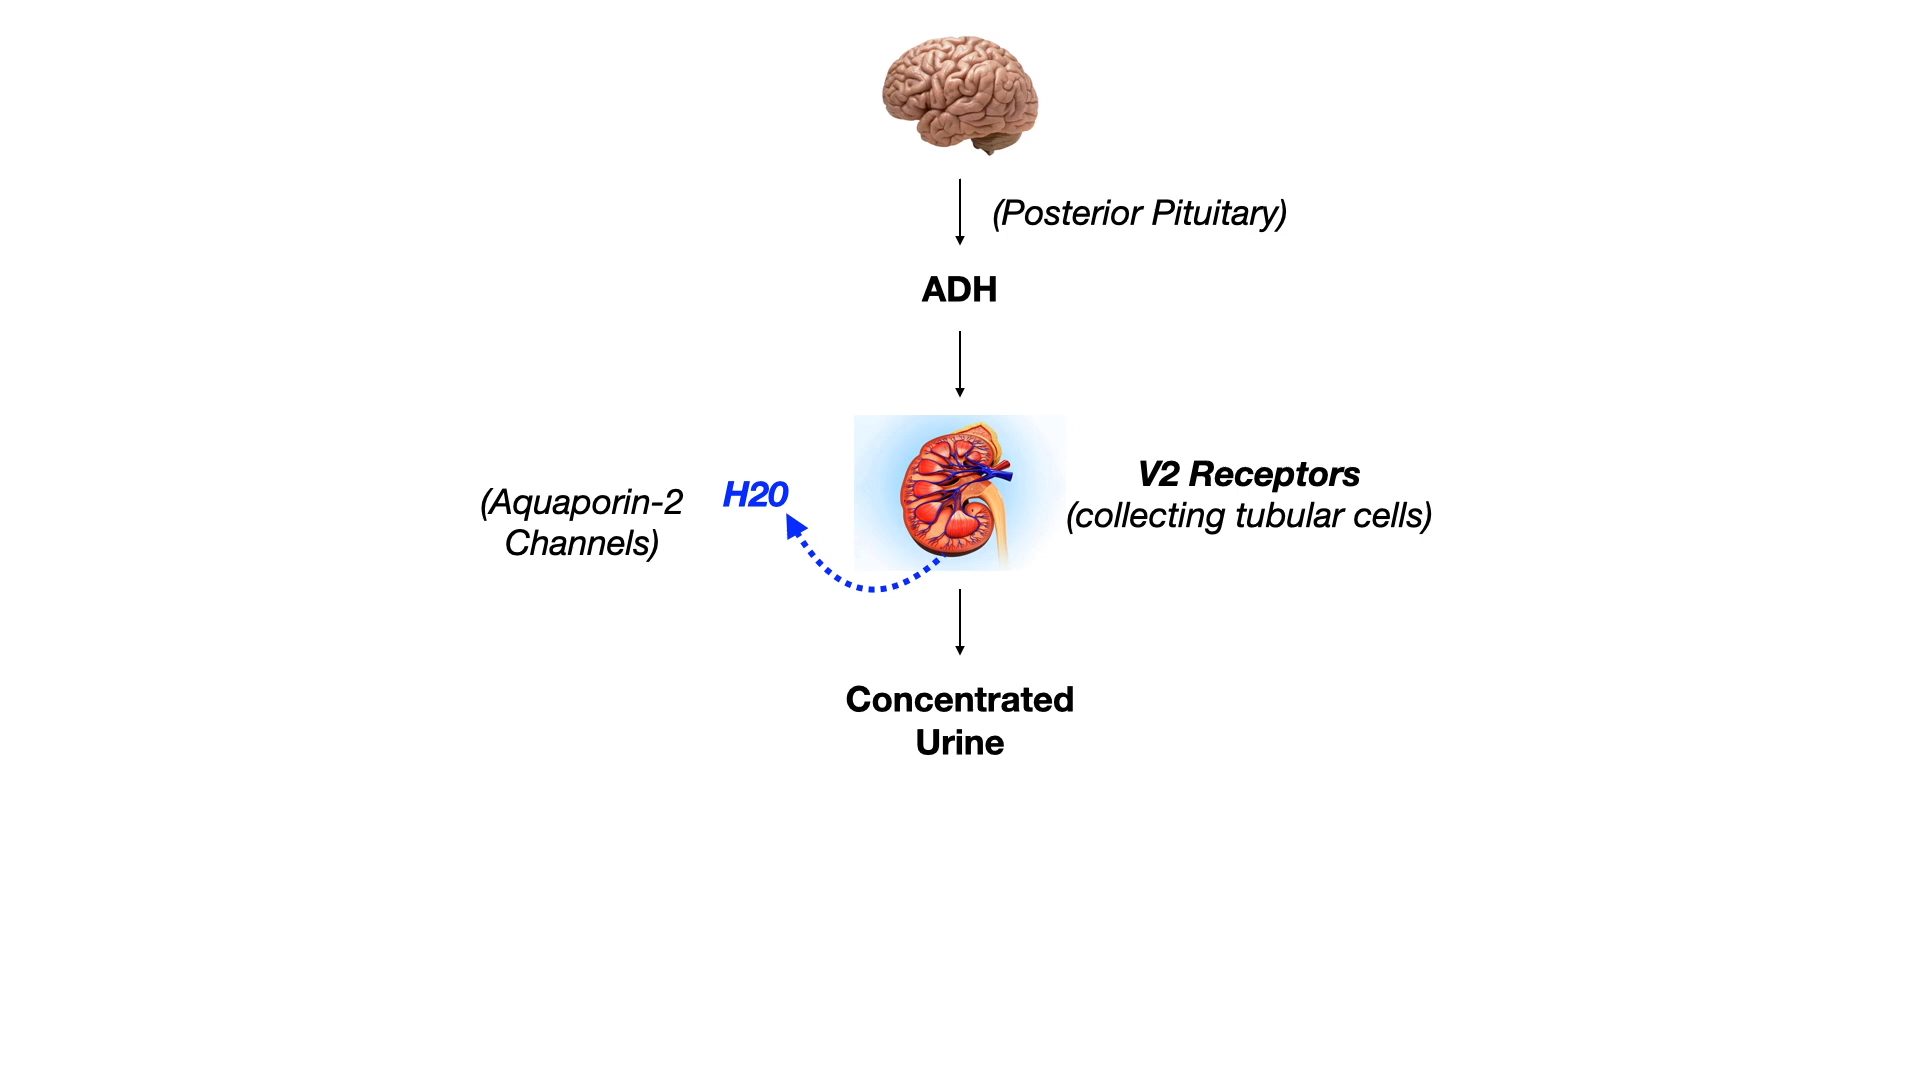 (Posterior Pituitary)
ADH
(Aquaporin-2
Channels)
H20
V2 Receptors
(collecting tubular cells)
Concentrated
Urine